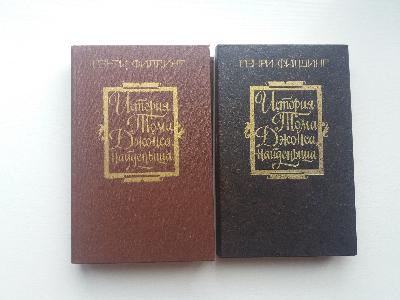 ГЕНРИ ФИЛДИНГ
История
Тома
Джонса
найденыша
ГЕНРИ ФИЛДИНГ
История
Тома
Джонса
найденыша